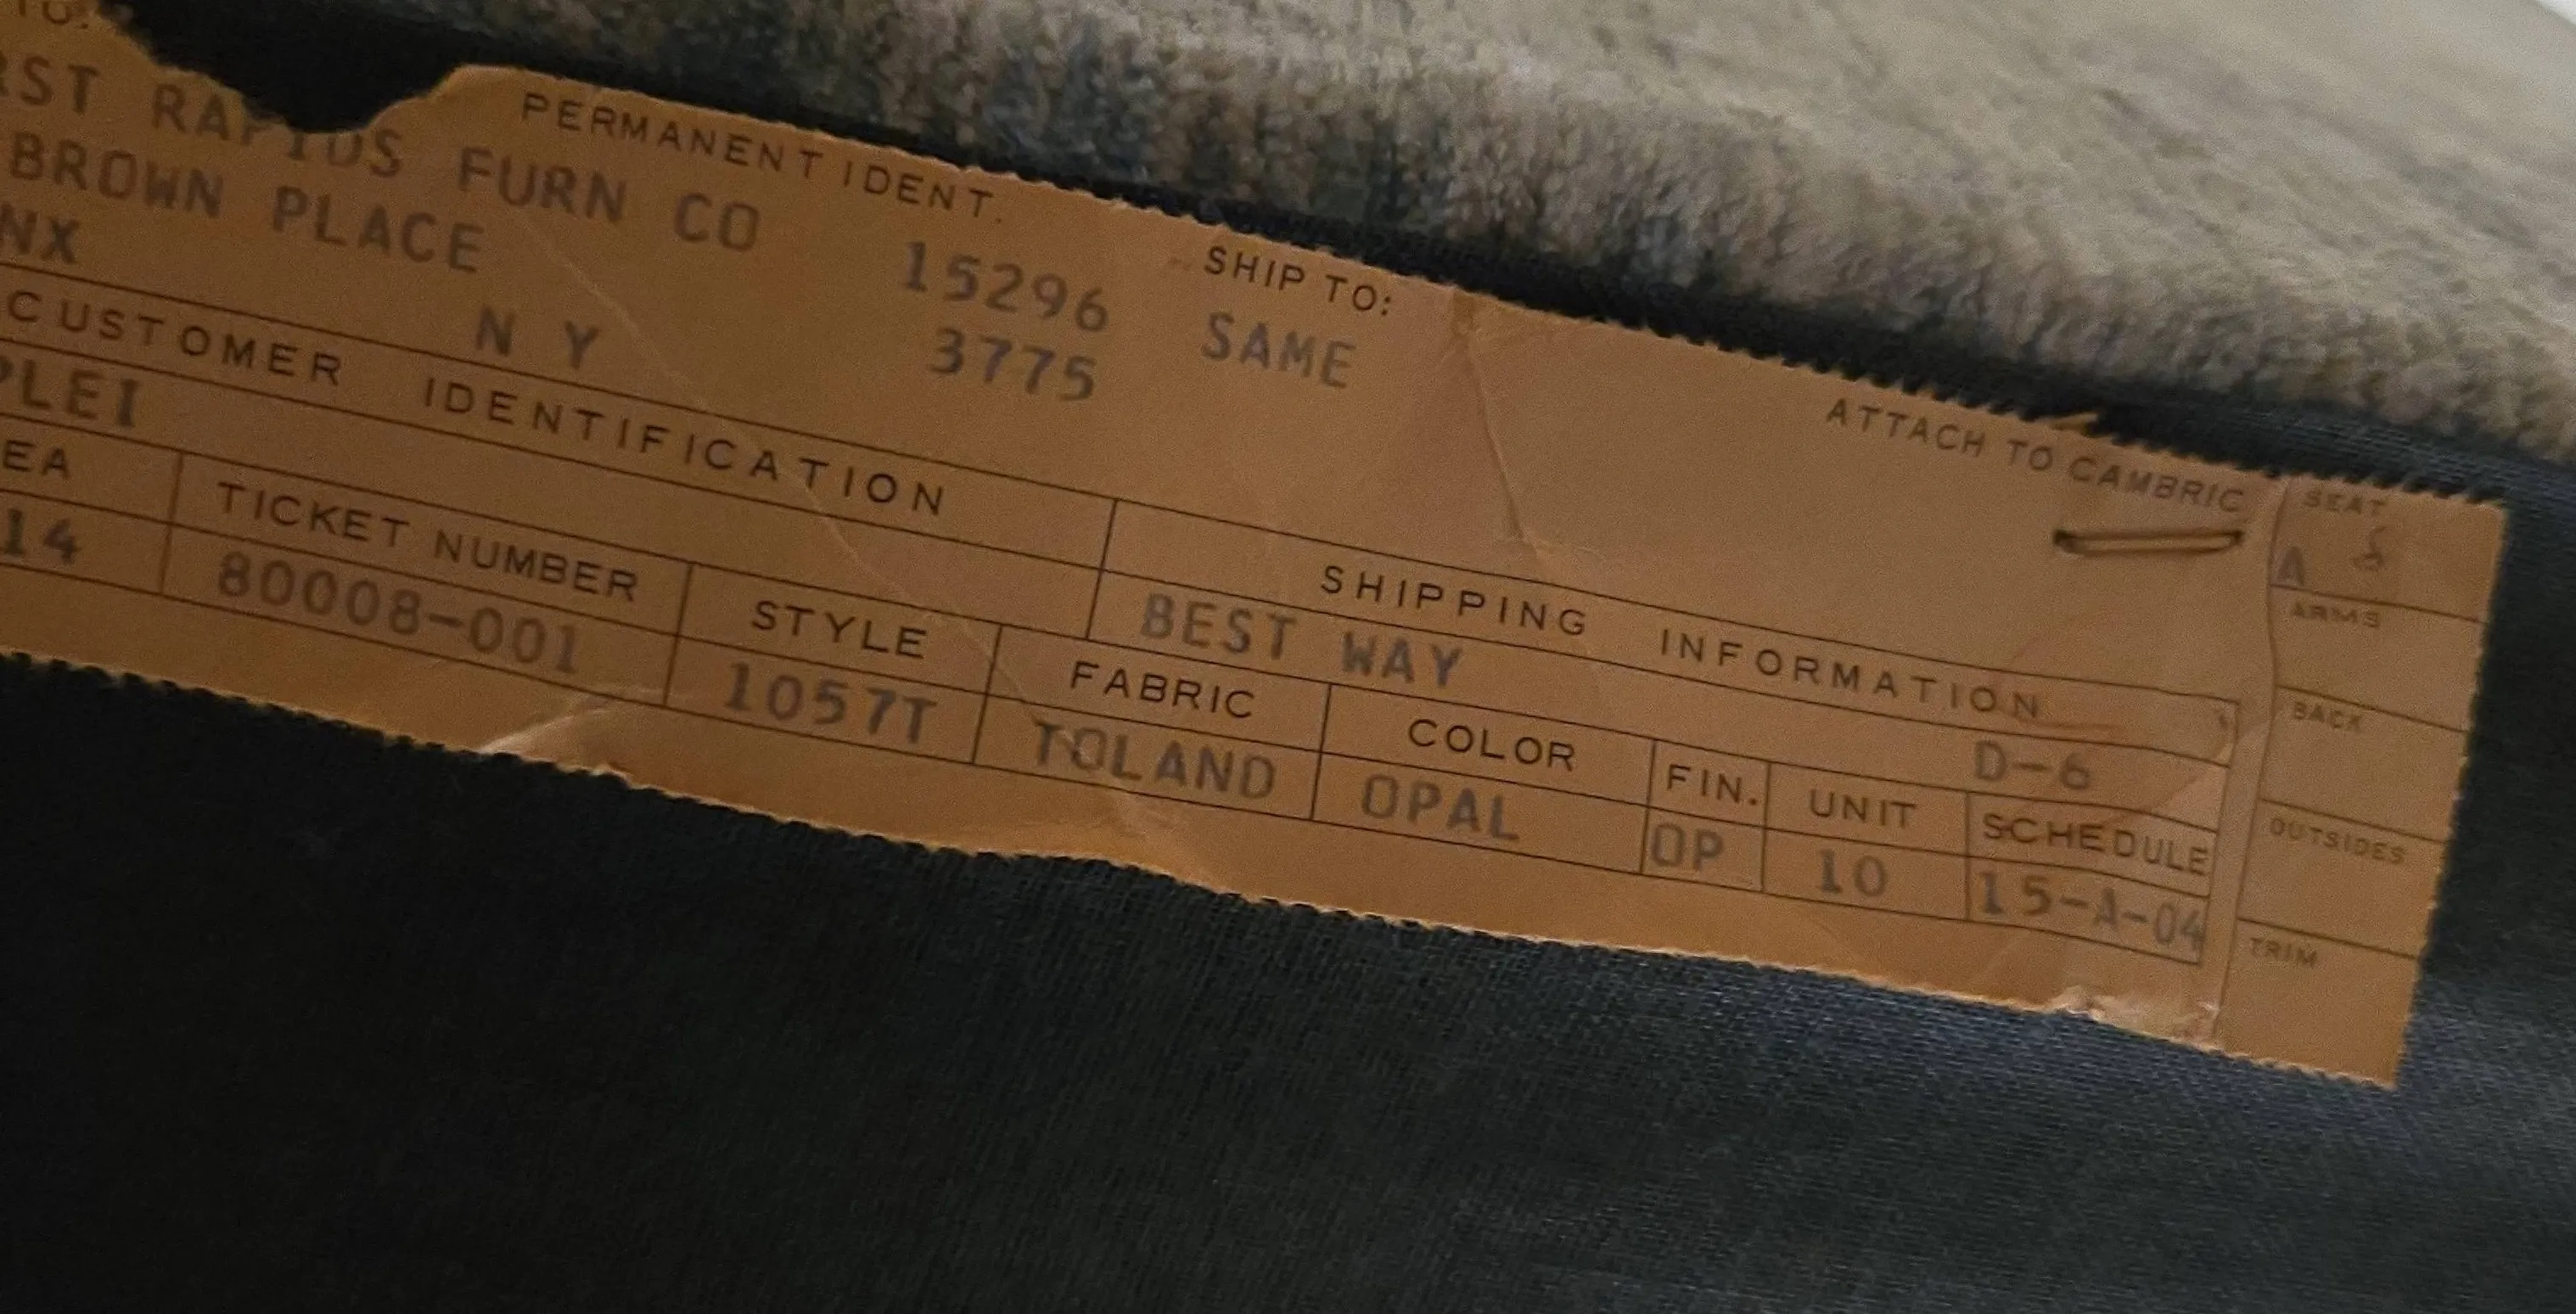 TO:
RST RAPIDS FURN CO
BROWN PLACE
NX N Y
PERMANENT IDENT.
15296
3775
SHIP TO:
SAME
ATTACH TO CAMBRIC
CUSTOMER IDENTIFICATION
PLEI
SHIPPING INFORMATION
BEST WAY D-6
EA TICKET NUMBER STYLE FABRIC COLOR FIN. UNIT SCHEDULE
14 80008-001 1057T TOLAND OPAL OP 10 15-A-04
SEAT
A
ARMS
BACK
OUTSIDES
TRIM